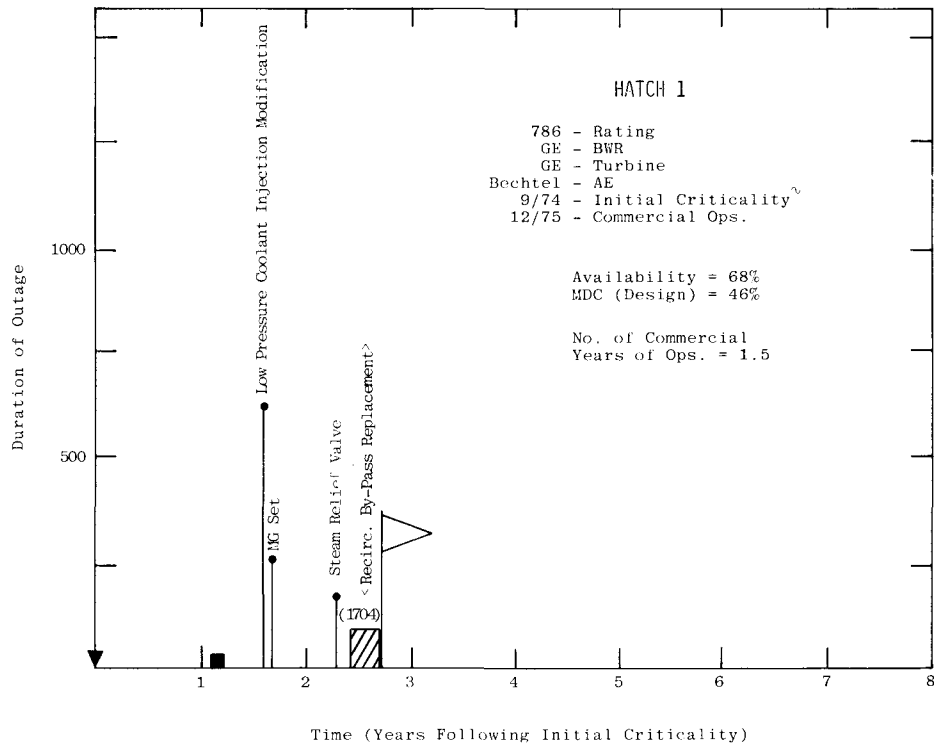 HATCH 1
786 - Rating
GE - BWR
GE - Turbine
Bechtel - AE
9/74 - Initial Criticality~
12/75 - Commercial Ops.
Availability = 68%
MDC (Design) = 46%
No. of Commercial
Years of Ops. = 1.5
Duration of Outage
1000
500
Low Pressure Coolant Injection Modification
MG Set
Steam Relief Valve
<Recirc. By-Pass Replacement>
(1704)
1 2 3 4 5 6 7 8
Time (Years Following Initial Criticality)